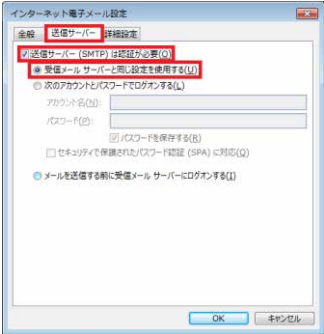 インターネット電子メール設定
全般 送信サーバー 詳細設定
送信サーバー (SMTP) は認証が必要(O)
受信メール サーバーと同じ設定を使用する(U)
次のアカウントとパスワードでログオンする(L)
アカウント名(N):
パスワード(P):
パスワードを保存する(R)
セキュリティで保護されたパスワード認証 (SPA) に対応(Q)
メールを送信する前に受信メール サーバーにログオンする(I)
OK キャンセル